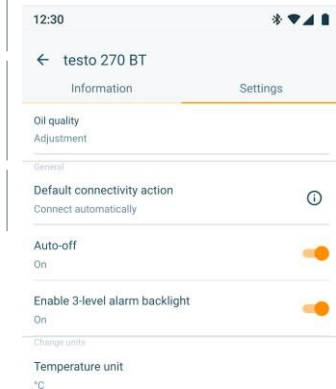 12:30
testo 270 BT
Information
Settings
Oil quality
Adjustment
General
Default connectivity action
Connect automatically
Auto-off
On
Enable 3-level alarm backlight
On
Change units
Temperature unit
°C